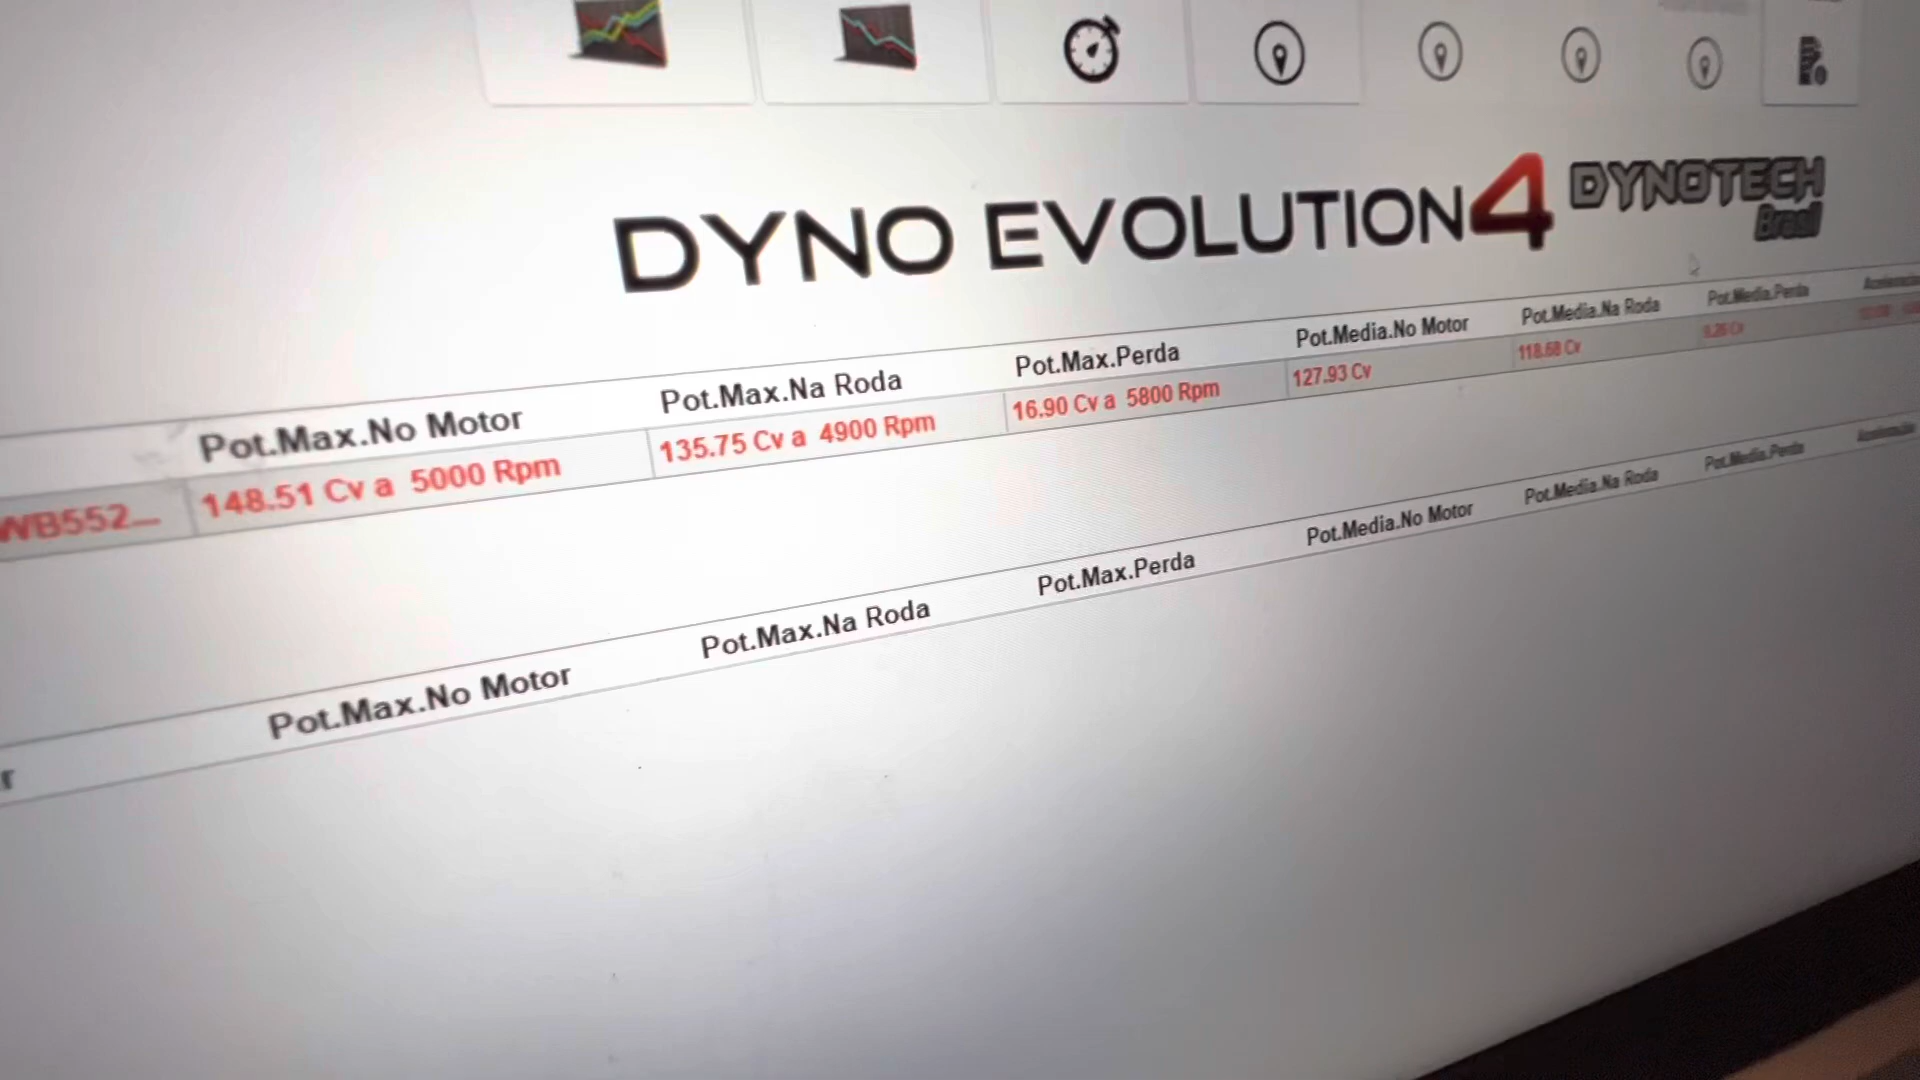 DYNO EVOLUTION4 DYNOTECH
Brasil
Pot.Max.No Motor Pot.Max.Na Roda Pot.Max.Perda Pot.Media.No Motor Pot.Media.Na Roda Pot.Media.Perda
WB552... 148.51 Cv a 5000 Rpm 135.75 Cv a 4900 Rpm 16.90 Cv a 5800 Rpm 127.93 Cv 118.68 Cv
r Pot.Max.No Motor Pot.Max.Na Roda Pot.Max.Perda Pot.Media.No Motor Pot.Media.Na Roda Pot.Media.Perda